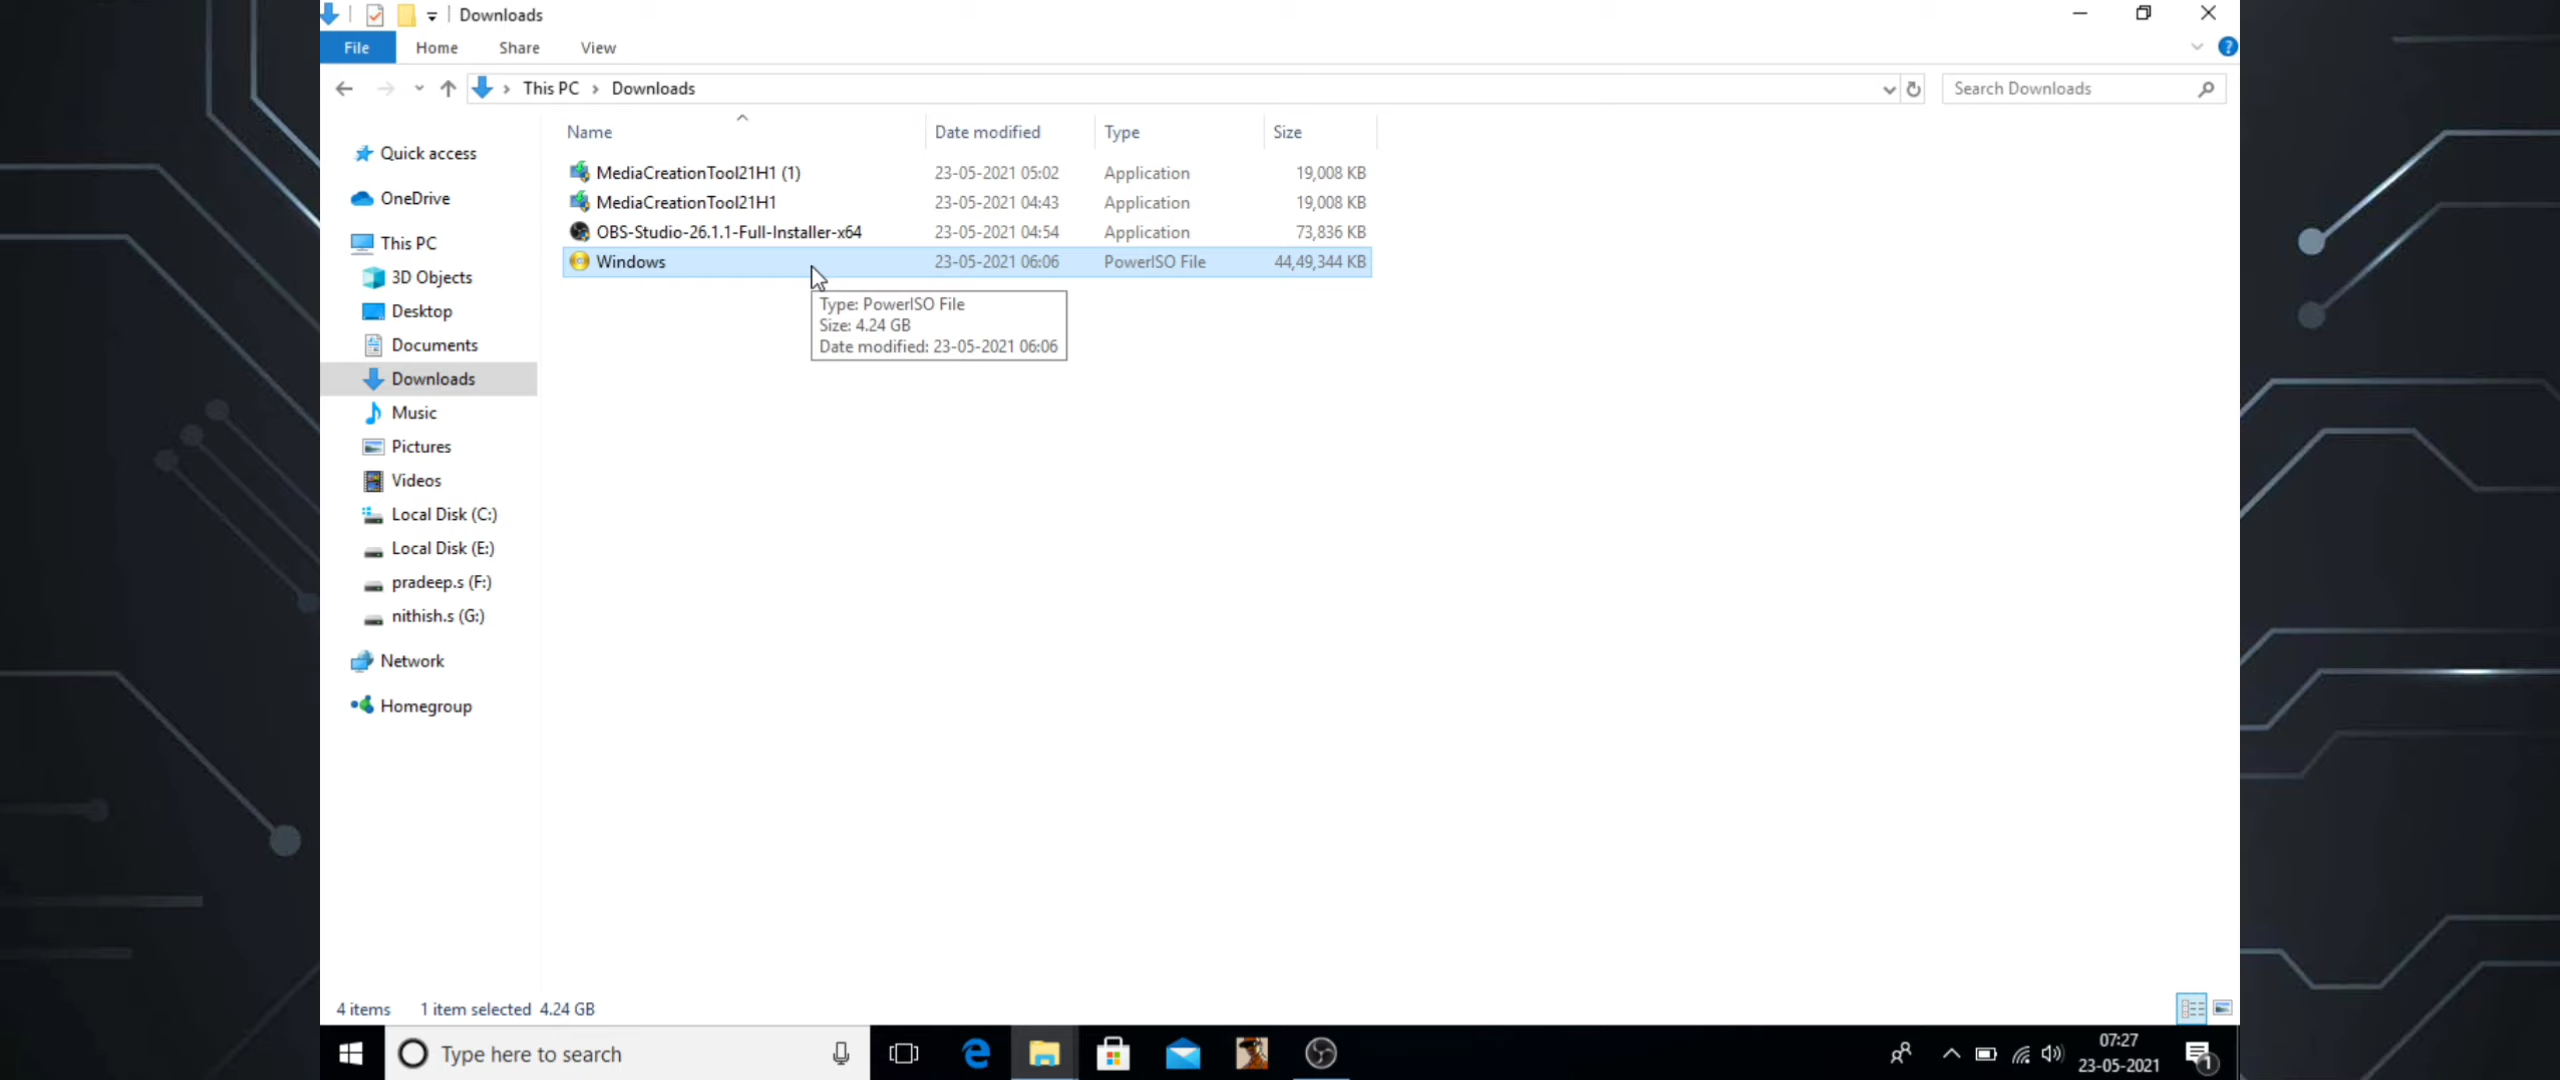 Downloads
File Home Share View
This PC Downloads
Search Downloads
Name Date modified Type Size
MediaCreationTool21H1 (1) 23-05-2021 05:02 Application 19,008 KB
MediaCreationTool21H1 23-05-2021 04:43 Application 19,008 KB
OBS-Studio-26.1.1-Full-Installer-x64 23-05-2021 04:54 Application 73,836 KB
Windows 23-05-2021 06:06 PowerISO File 44,49,344 KB
Type: PowerISO File
Size: 4.24 GB
Date modified: 23-05-2021 06:06
Quick access
OneDrive
This PC
3D Objects
Desktop
Documents
Downloads
Music
Pictures
Videos
Local Disk (C:)
Local Disk (E:)
pradeep.s (F:)
nithish.s (G:)
Network
Homegroup
4 items 1 item selected 4.24 GB
Type here to search
07:27
23-05-2021
1